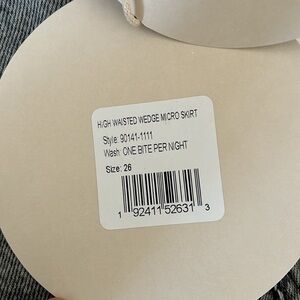 HIGH WAISTED WEDGE MICRO SKIRT
Style: 90141-1111
Wash: ONE BITE PER NIGHT
Size: 26
1 92411 52631 3